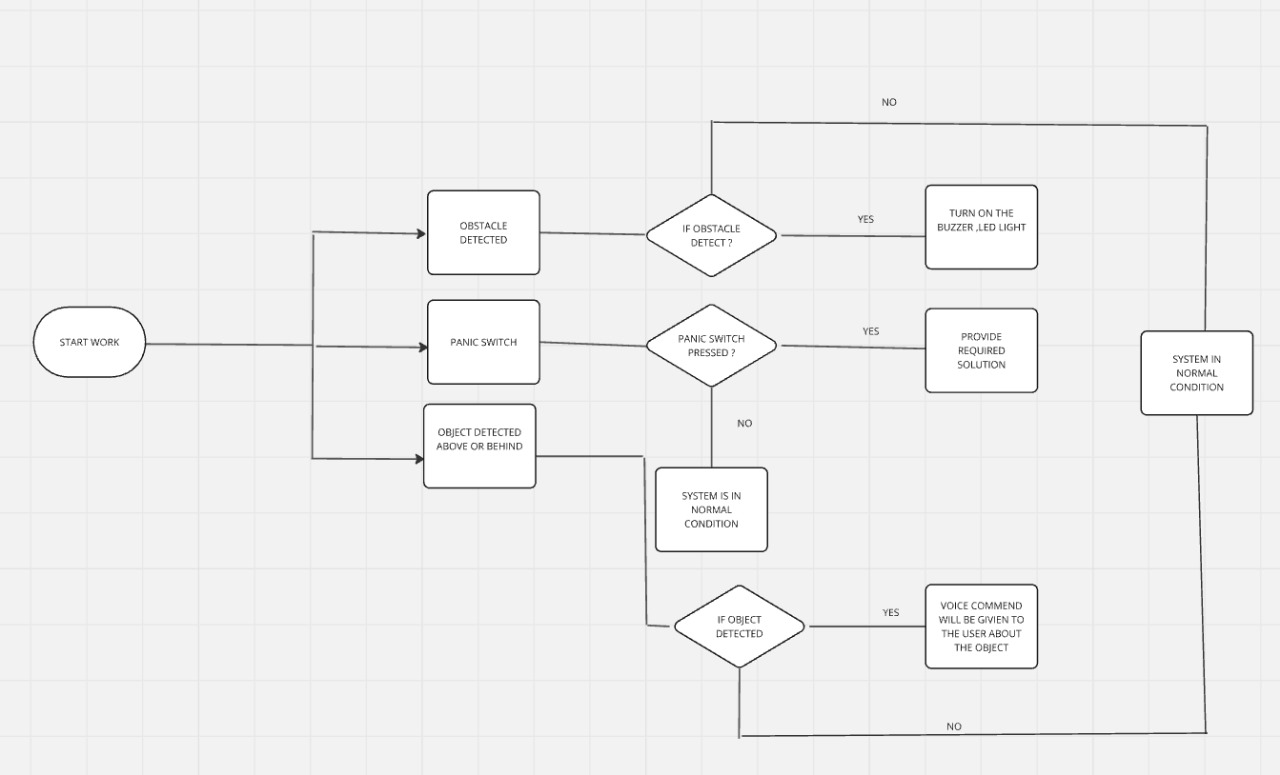 NO
OBSTACLE
DETECTED
IF OBSTACLE
DETECT ?
YES
TURN ON THE
BUZZER ,LED LIGHT
START WORK
PANIC SWITCH
PANIC SWITCH
PRESSED ?
YES
PROVIDE
REQUIRED
SOLUTION
SYSTEM IN
NORMAL
CONDITION
OBJECT DETECTED
ABOVE OR BEHIND
NO
SYSTEM IS IN
NORMAL
CONDITION
IF OBJECT
DETECTED
YES
VOICE COMMEND
WILL BE GIVIEN TO
THE USER ABOUT
THE OBJECT
NO